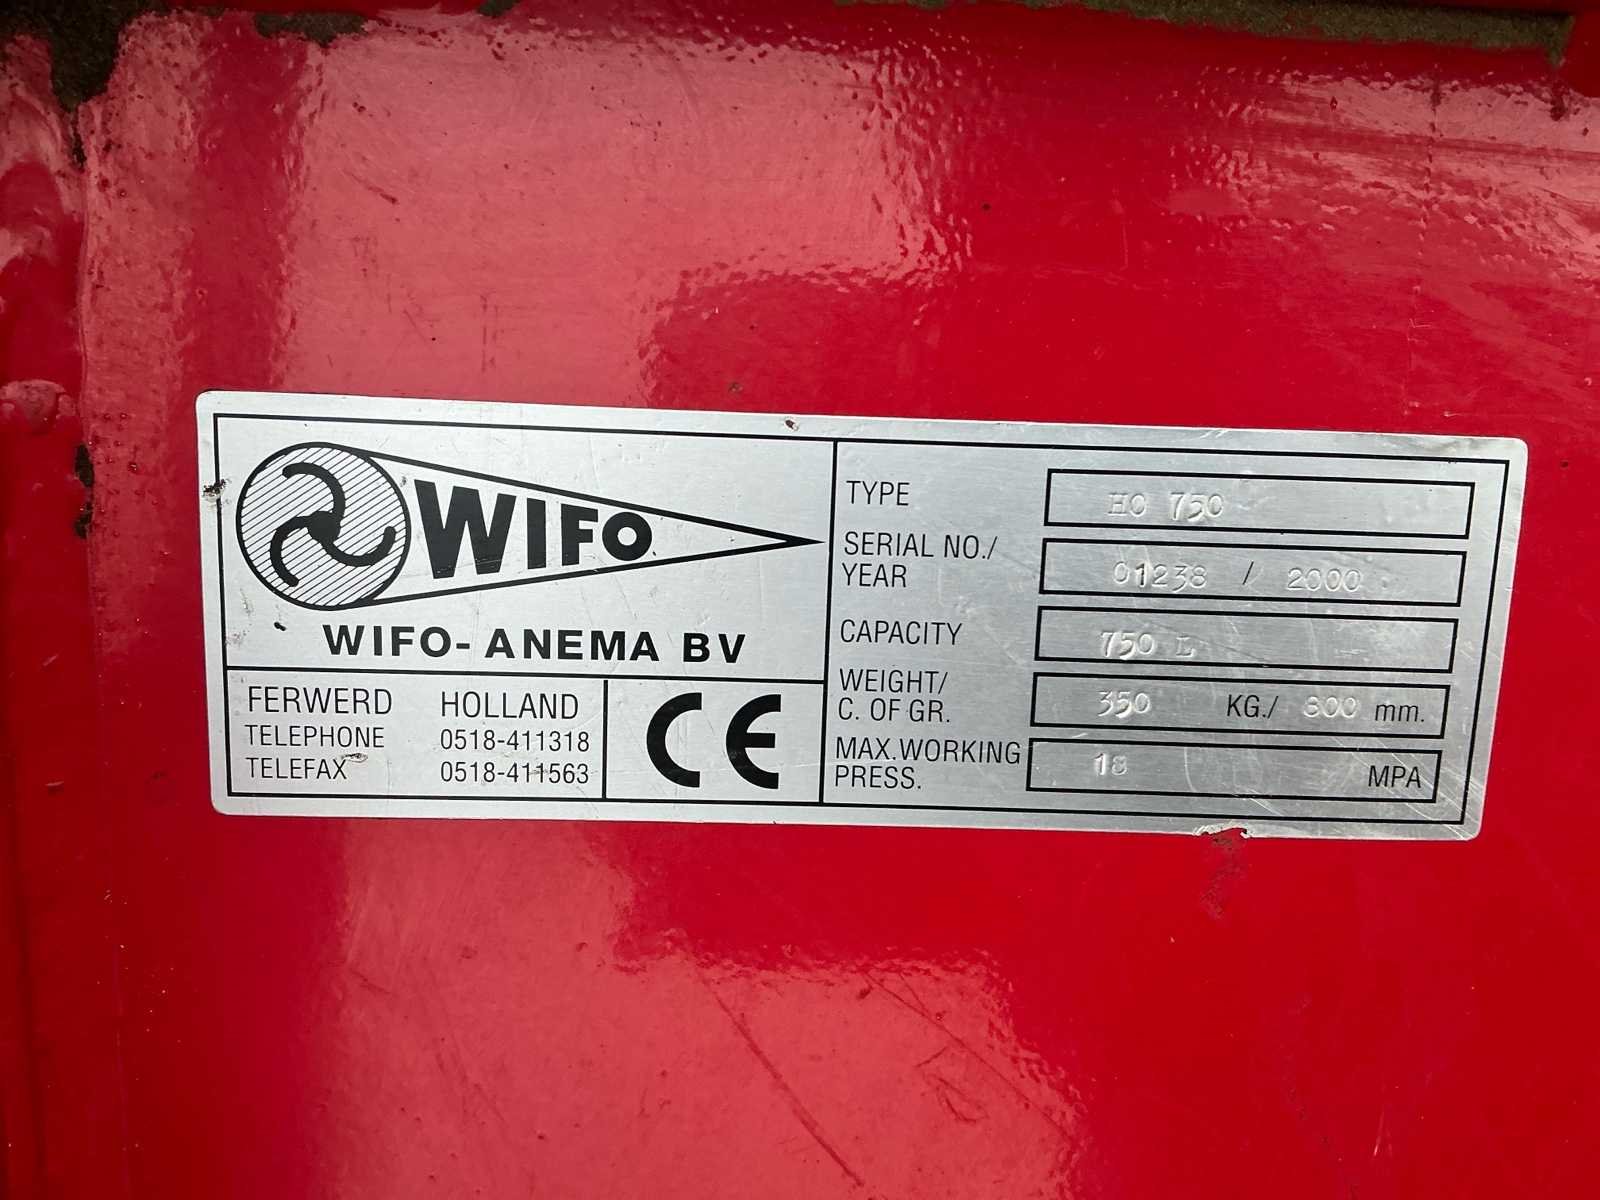 WIFO
WIFO- ANEMA BV
FERWERD HOLLAND
TELEPHONE 0518-411318
TELEFAX 0518-411563
CE
TYPE HC 750
SERIAL NO./
YEAR 01238 / 2000
CAPACITY 750 L
WEIGHT/
C. OF GR. 350 KG./ 300 mm.
MAX.WORKING
PRESS. 18 MPA